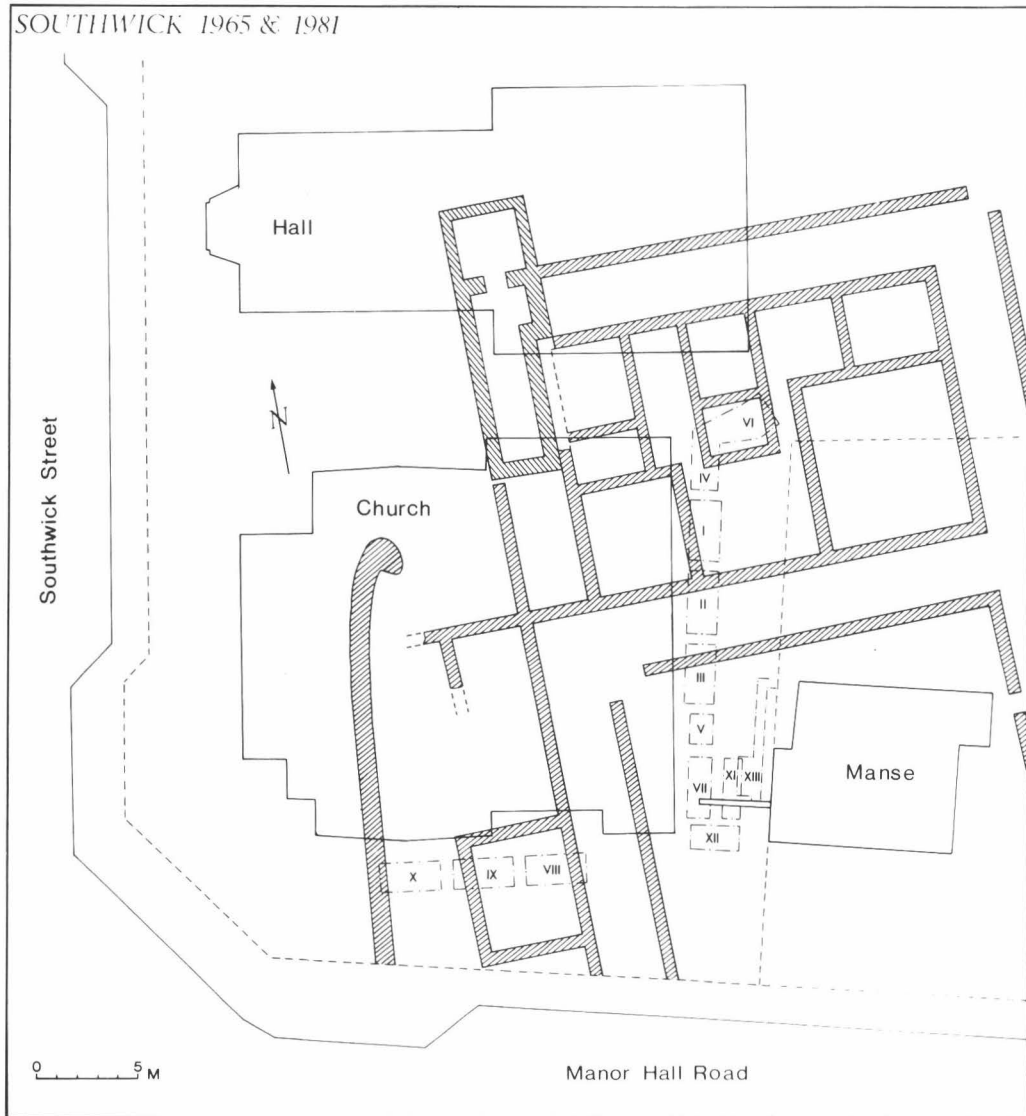 SOUTHWICK 1965 & 1981
Hall
N
Southwick Street
Church
VI
IV
I
II
III
V
VII
XI
XIII
Manse
XII
X
IX
VIII
0 5 M
Manor Hall Road